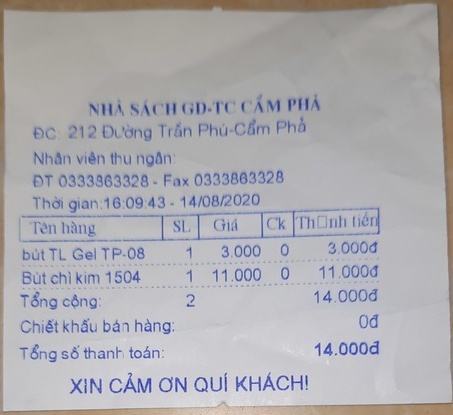 NHÀ SÁCH GD-TC CẨM PHẢ
ĐC: 212 Đường Trần Phú-Cẩm Phả
Nhân viên thu ngân:
ĐT 0333863328 - Fax 0333863328
Thời gian:16:09:43 - 14/08/2020
Tên hàng SL Giá Ck Th□nh tiền
bút TL Gel TP-08 1 3.000 0 3.000đ
Bút chì kim 1504 1 11.000 0 11.000đ
Tổng cộng: 2 14.000đ
Chiết khấu bán hàng: 0đ
Tổng số thanh toán: 14.000đ
XIN CẢM ƠN QUÍ KHÁCH!